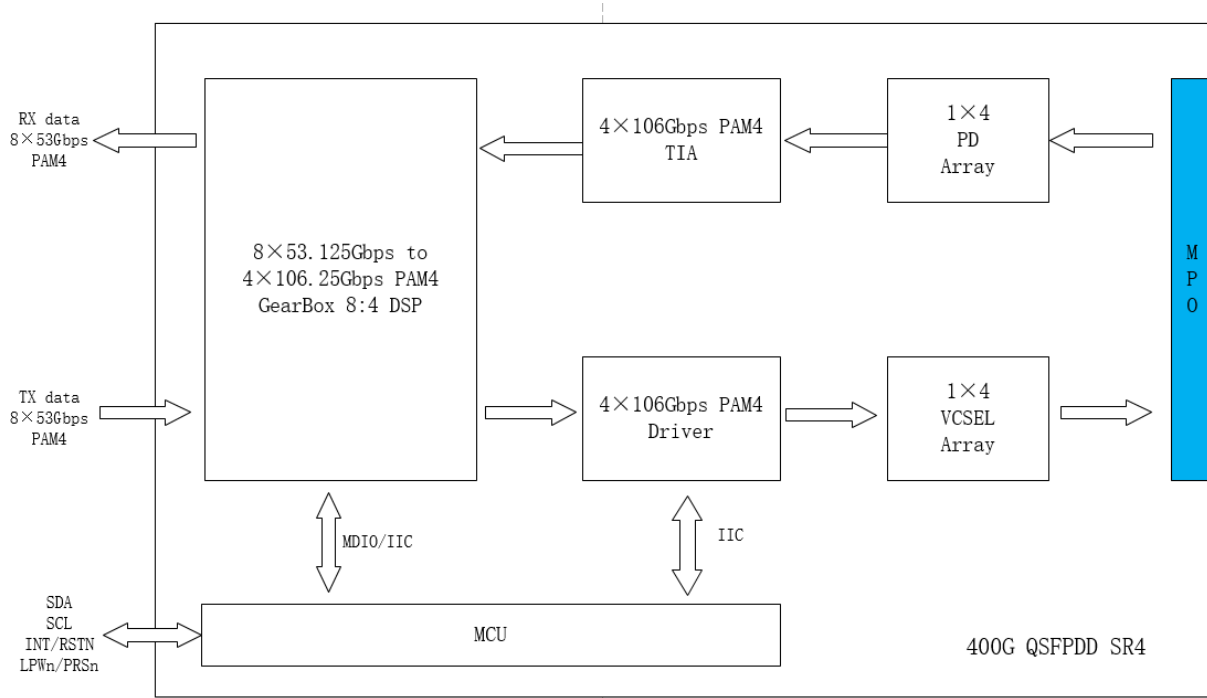 RX data
8×53Gbps
PAM4
8×53.125Gbps to
4×106.25Gbps PAM4
GearBox 8:4 DSP
4×106Gbps PAM4
TIA
1×4
PD
Array
M
P
O
TX data
8×53Gbps
PAM4
4×106Gbps PAM4
Driver
1×4
VCSEL
Array
MDIO/IIC
IIC
SDA
SCL
INT/RSTN
LPWn/PRSn
MCU
400G QSFPDD SR4